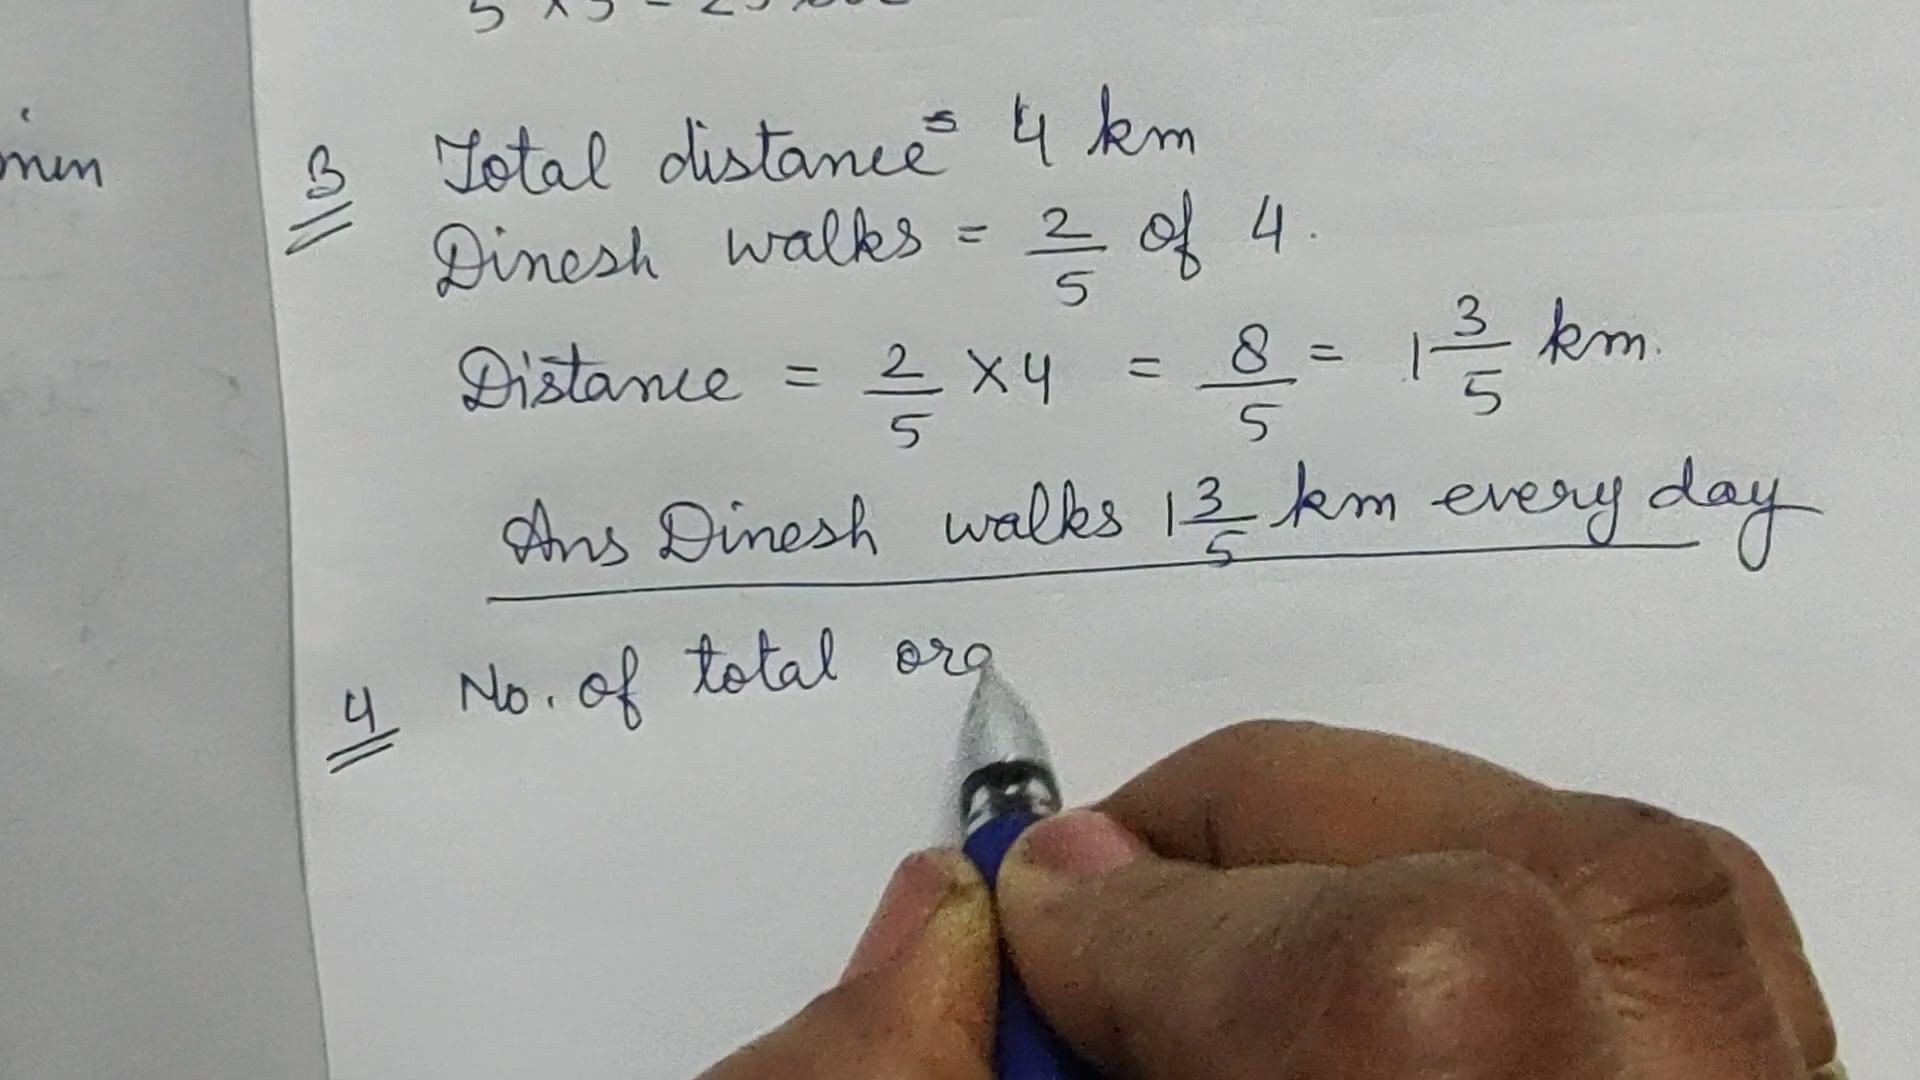 3 Total distance = 4 km
Dinesh walks = 2/5 of 4.
Distance = 2/5 × 4 = 8/5 = 1 3/5 km.
Ans Dinesh walks 1 3/5 km every day
4 No. of total ora